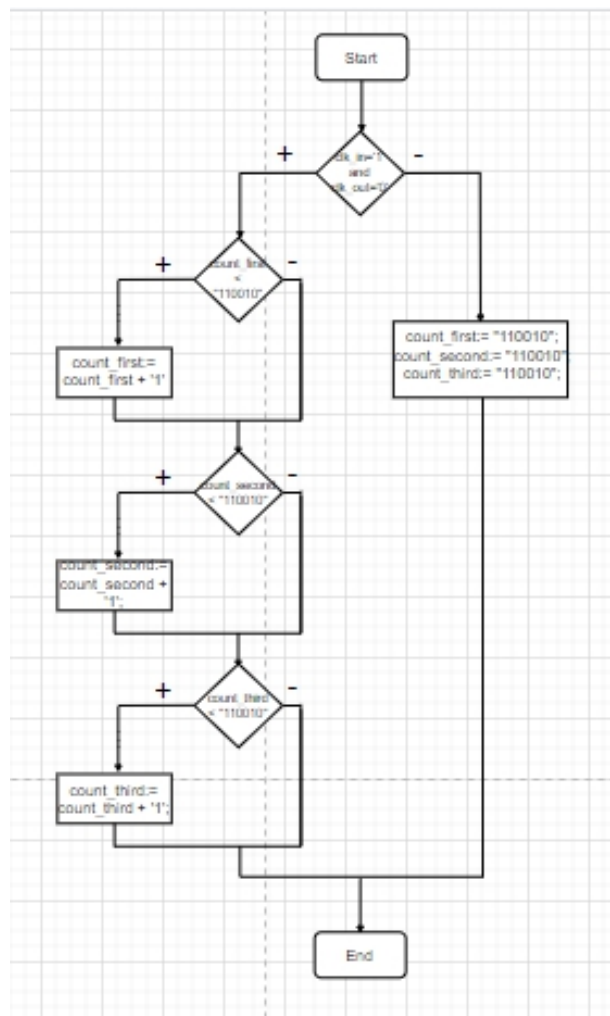 Start
+
-
clk_in='1'
and
clk_out='0'
+
-
count_first
<
"110010"
count_first:= "110010";
count_second:= "110010"
count_third:= "110010";
count_first:=
count_first + '1'
+
-
count_second
< "110010"
count_second:=
count_second +
'1';
+
-
count_third
< "110010"
count_third:=
count_third + '1';
End